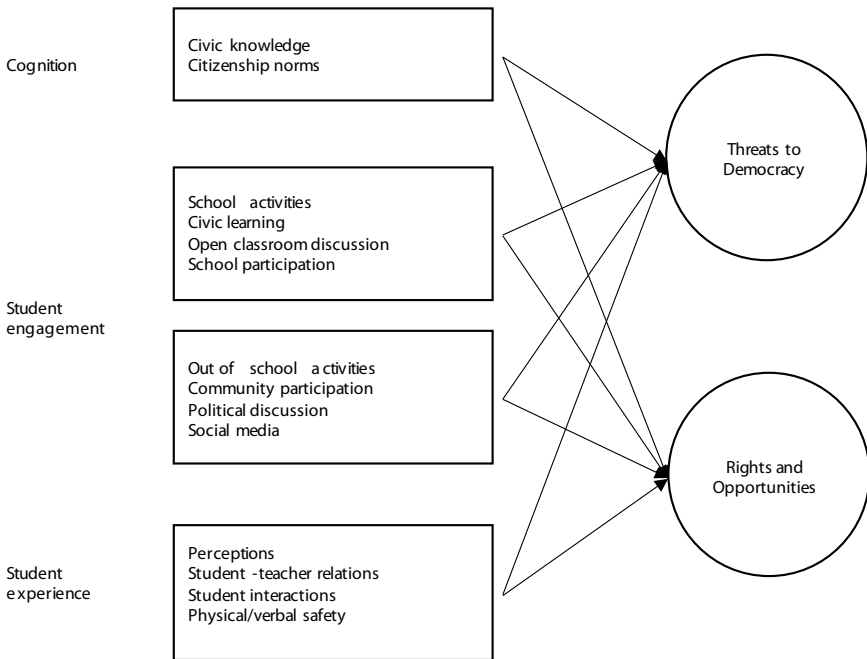 Cognition
Civic knowledge
Citizenship norms
Threats to
Democracy
School activities
Civic learning
Open classroom discussion
School participation
Student
engagement
Out of school activities
Community participation
Political discussion
Social media
Rights and
Opportunities
Student
experience
Perceptions
Student -teacher relations
Student interactions
Physical/verbal safety